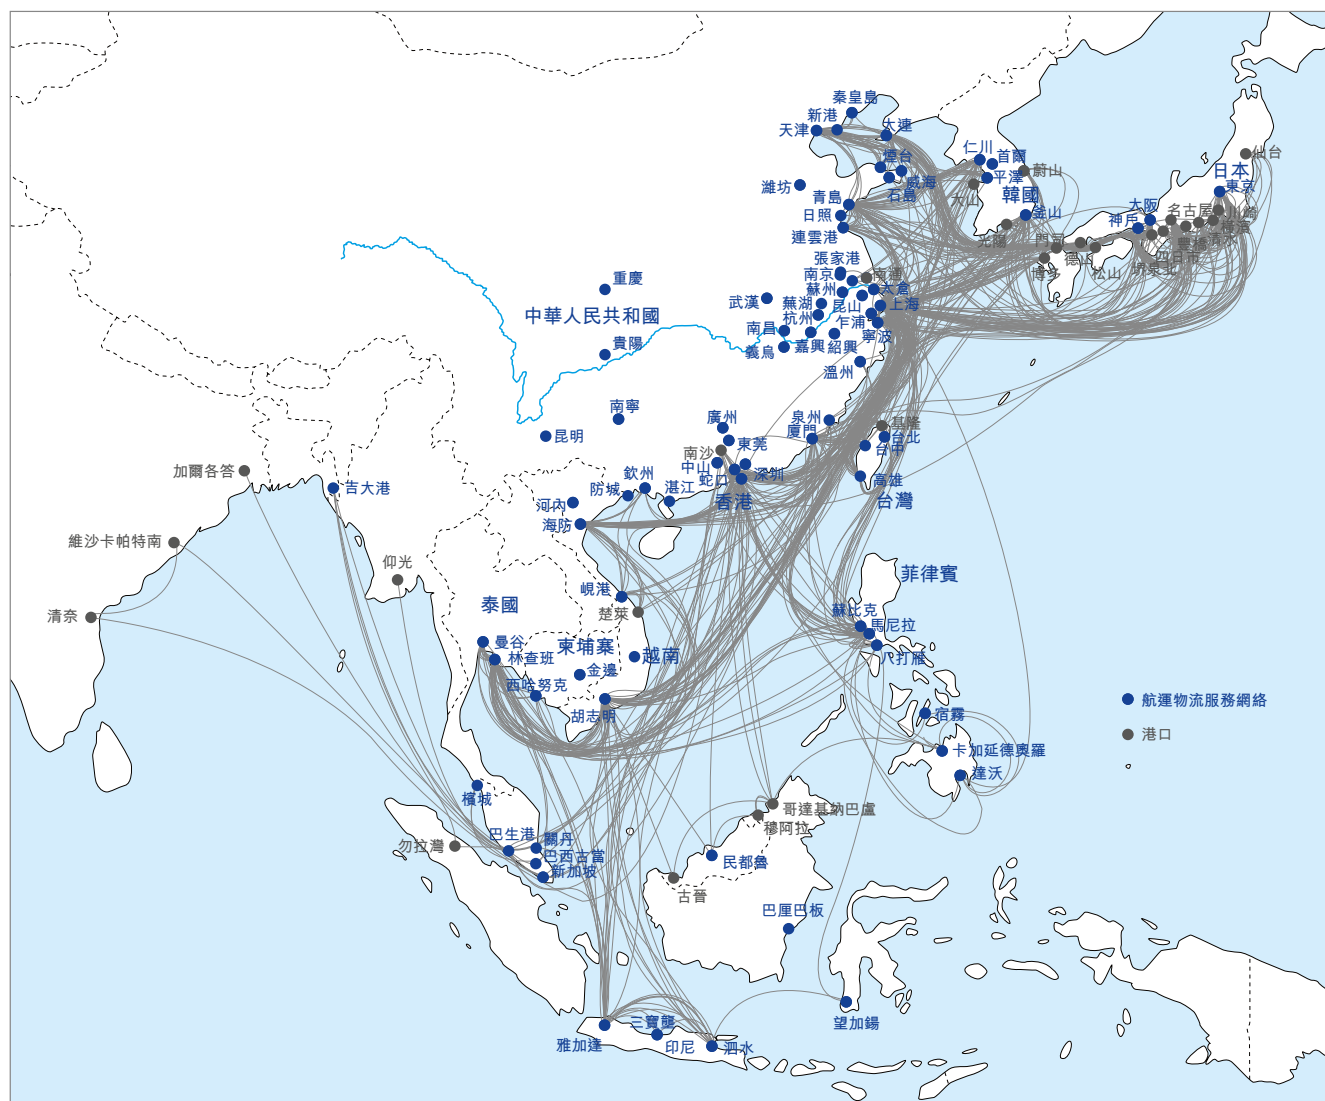 秦皇島
新港
天津
大連
仁川
首爾
仙台
煙台
蔚山
日本
平澤
威海
濰坊
石島
大山
韓國
東京
青島
大阪
名古屋
川崎
日照
釜山
神戶
橫濱
連雲港
光陽
門司
豐橋
清水
德山
四日市
張家港
博多
松山
堺泉北
南京
南通
重慶
蘇州
太倉
武漢
蕪湖
昆山
上海
中華人民共和國
杭州
乍浦
南昌
寧波
貴陽
義烏
嘉興
紹興
溫州
南寧
廣州
泉州
基隆
昆明
東莞
廈門
台北
南沙
台中
加爾各答
中山
欽州
深圳
吉大港
防城
湛江
蛇口
高雄
香港
台灣
河內
海防
維沙卡帕特南
仰光
菲律賓
峴港
泰國
蘇比克
清奈
楚萊
馬尼拉
曼谷
柬埔寨
林查班
越南
八打雁
金邊
西哈努克
航運物流服務網絡
胡志明
宿霧
港口
卡加延德奧羅
達沃
檳城
哥達基納巴盧
穆阿拉
巴生港
關丹
勿拉灣
巴西古當
民都魯
新加坡
古晉
巴厘巴板
三寶壟
望加錫
雅加達
印尼
泗水